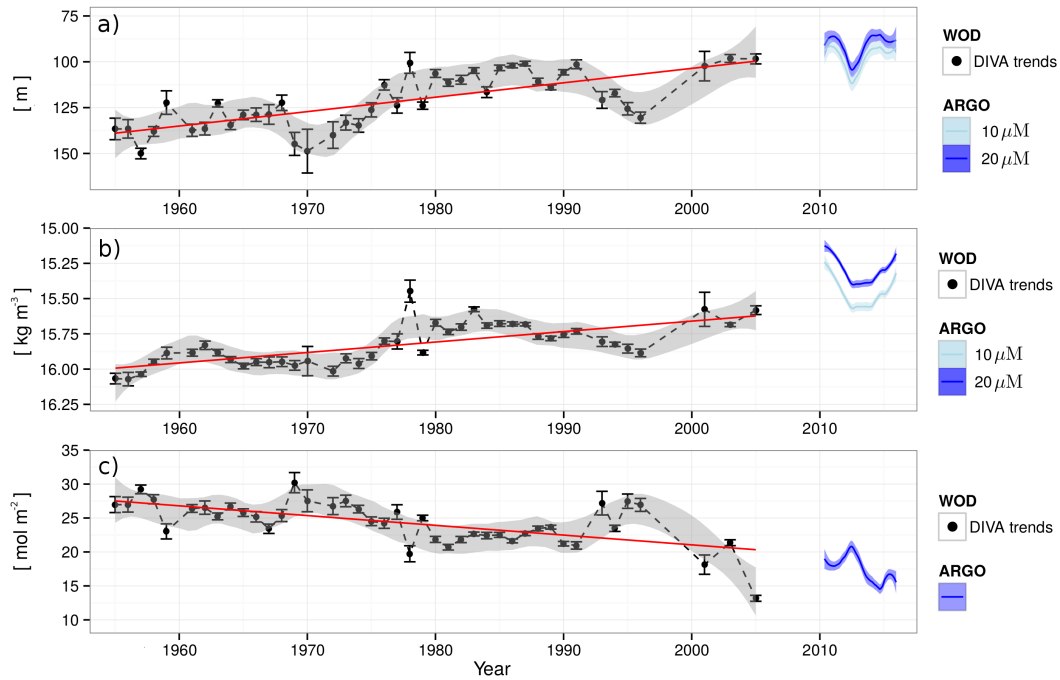 a)
[ m ]
75
100
125
150
1960 1970 1980 1990 2000 2010
WOD
DIVA trends
ARGO
10 μM
20 μM
b)
[ kg m-3 ]
15.00
15.25
15.50
15.75
16.00
16.25
1960 1970 1980 1990 2000 2010
WOD
DIVA trends
ARGO
10 μM
20 μM
c)
[ mol m-2 ]
35
30
25
20
15
10
1960 1970 1980 1990 2000 2010
Year
WOD
DIVA trends
ARGO